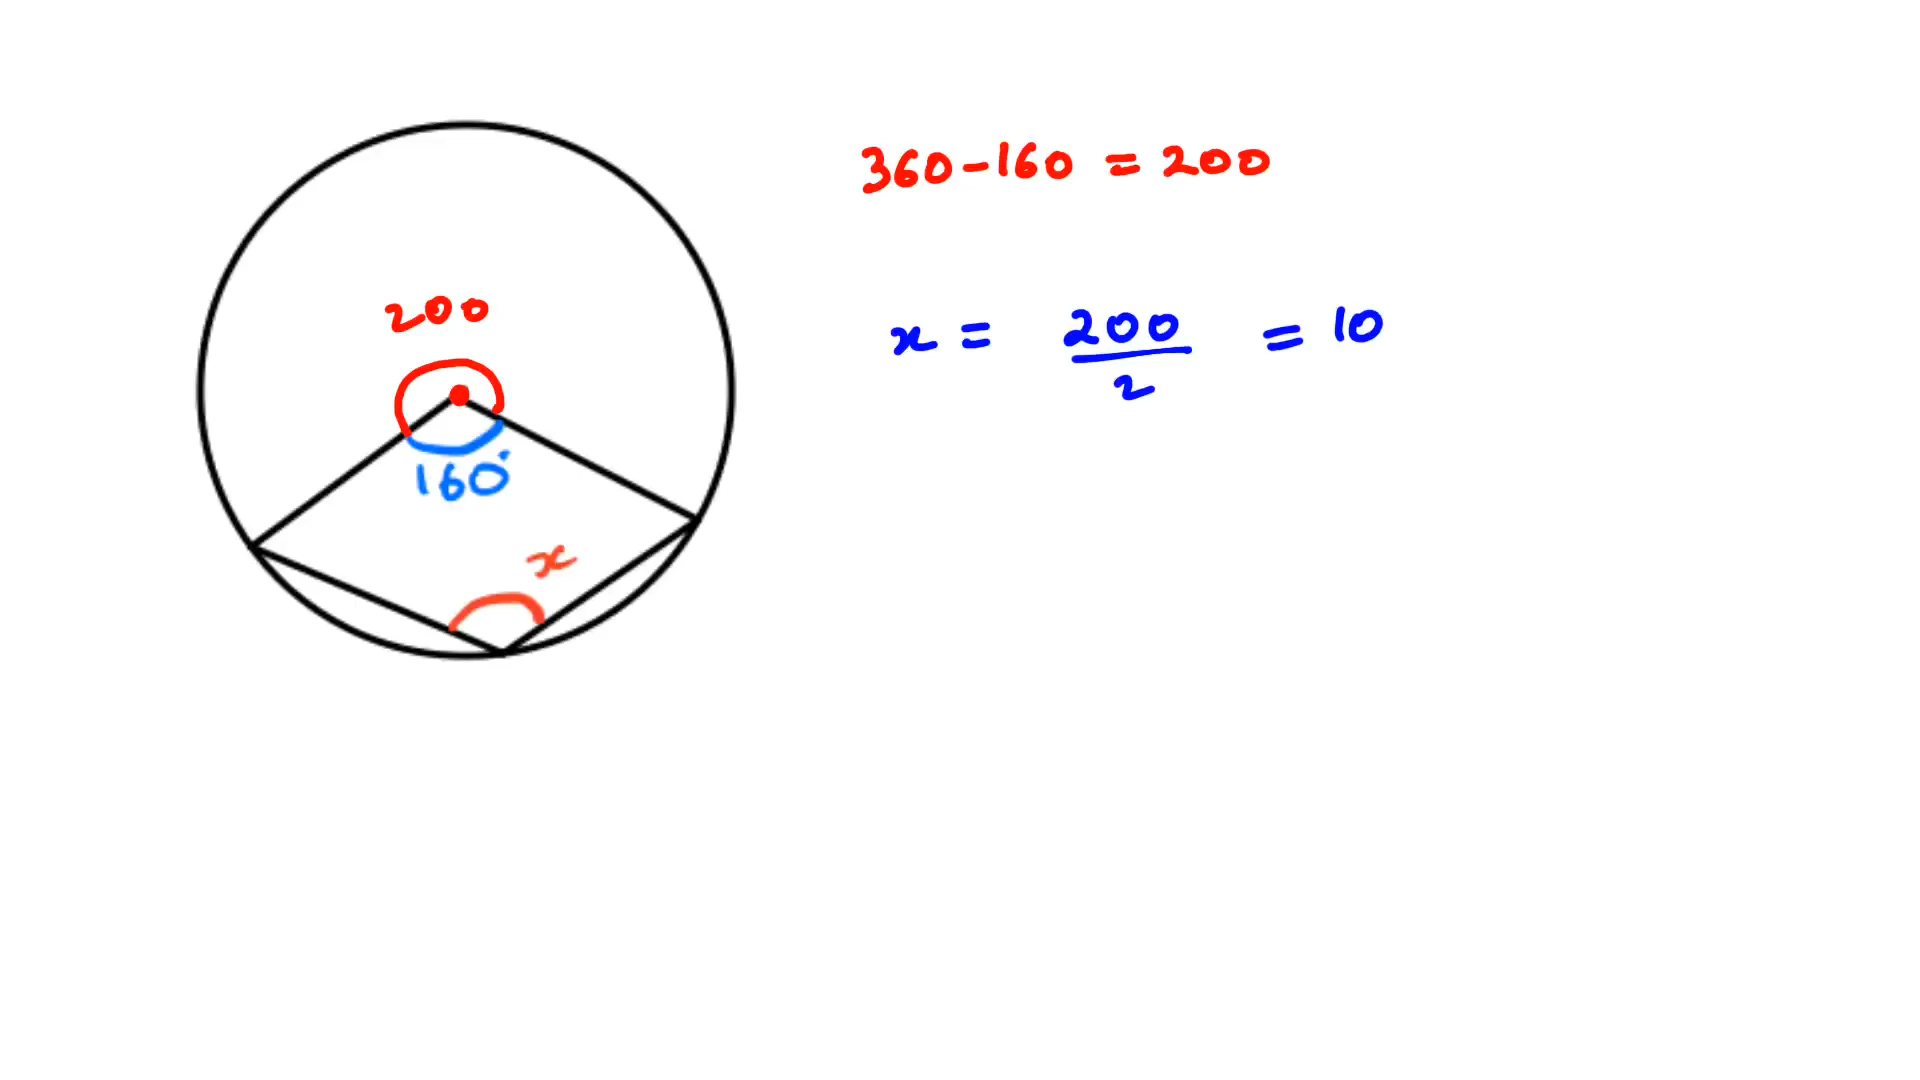 360-160 = 200
200
x = 200/2 = 10
160°
x